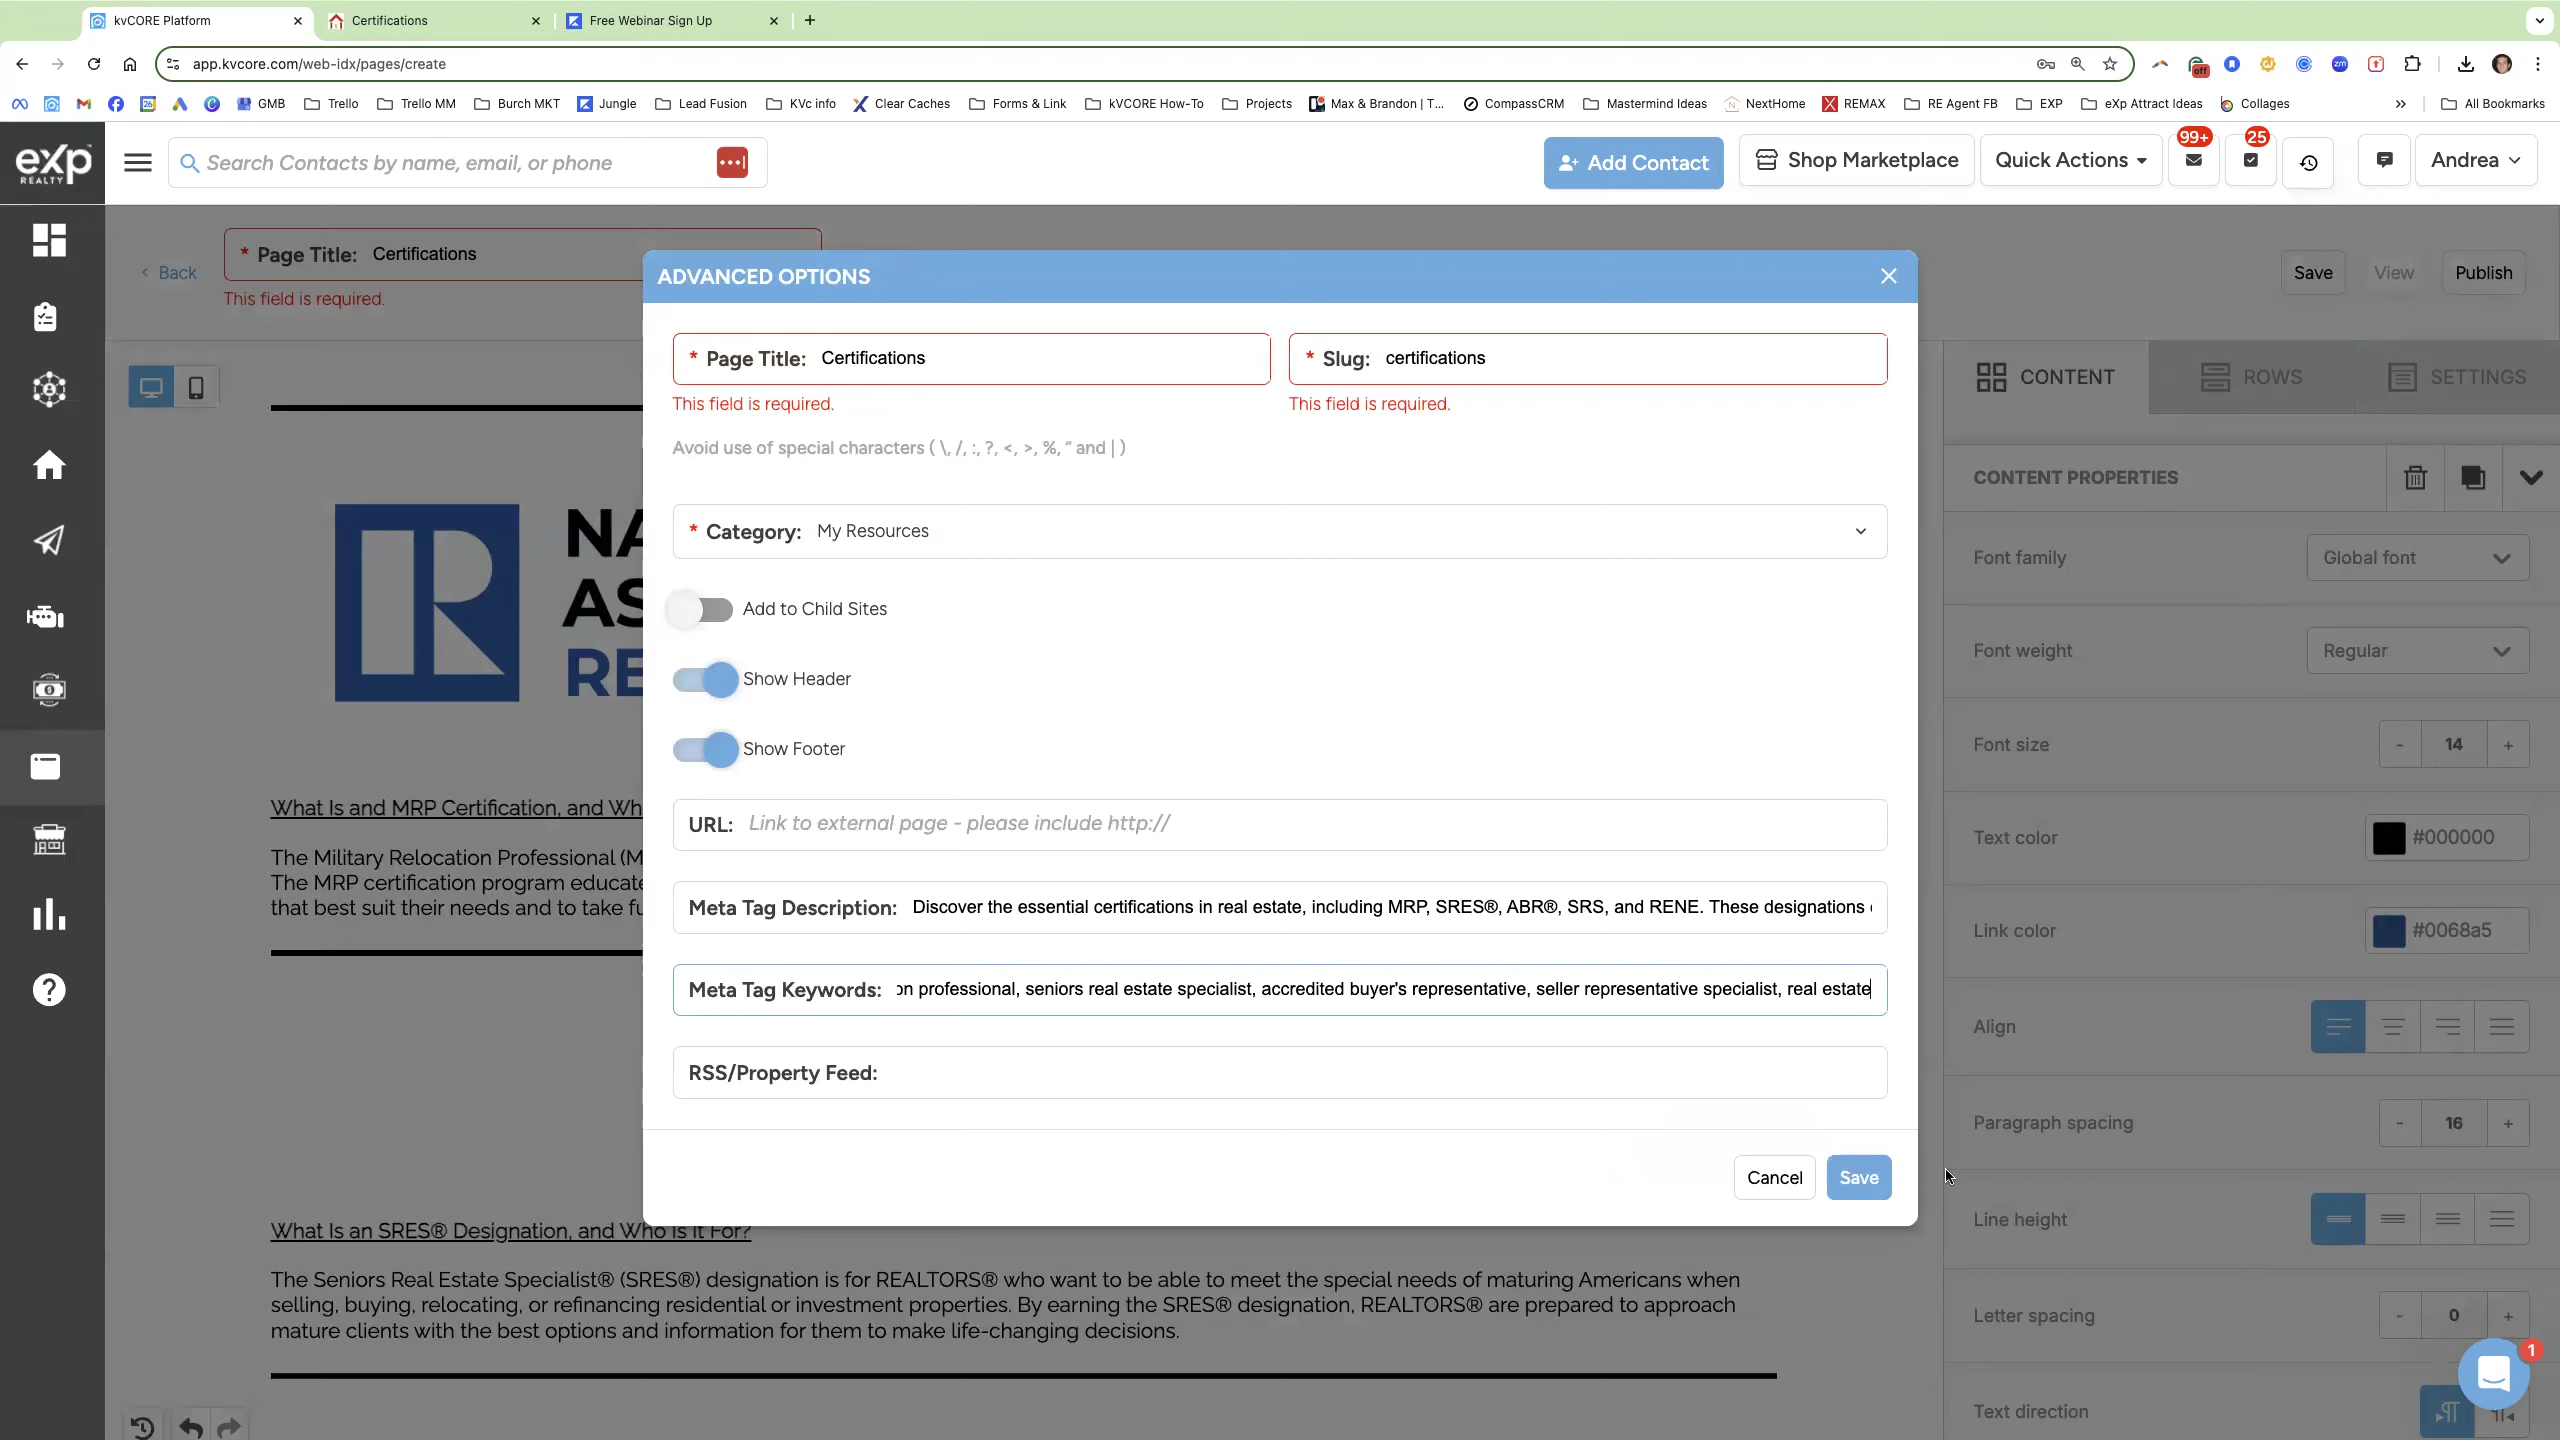 kvCORE Platform
Certifications
Free Webinar Sign Up
app.kvcore.com/web-idx/pages/create
off
zm
26
GMB
Trello
Trello MM
Burch MKT
Jungle
Lead Fusion
KVc info
Clear Caches
Forms & Link
kVCORE How-To
Projects
Max & Brandon | T...
CompassCRM
Mastermind Ideas
NextHome
REMAX
RE Agent FB
EXP
eXp Attract Ideas
Collages
All Bookmarks
eXp
REALTY
Search Contacts by name, email, or phone
Add Contact
Shop Marketplace
Quick Actions
99+
25
Andrea
Back
* Page Title: Certifications
This field is required.
Save
View
Publish
ADVANCED OPTIONS
* Page Title: Certifications
* Slug: certifications
This field is required.
This field is required.
Avoid use of special characters ( \, /, :, ?, <, >, %, " and | )
* Category: My Resources
Add to Child Sites
Show Header
Show Footer
URL: Link to external page - please include http://
Meta Tag Description: Discover the essential certifications in real estate, including MRP, SRES®, ABR®, SRS, and RENE. These designations
Meta Tag Keywords: on professional, seniors real estate specialist, accredited buyer's representative, seller representative specialist, real estate
RSS/Property Feed:
Cancel
Save
CONTENT
ROWS
SETTINGS
CONTENT PROPERTIES
Font family
Global font
Font weight
Regular
Font size
- 14 +
Text color
#000000
Link color
#0068a5
Align
Paragraph spacing
- 16 +
Line height
Letter spacing
- 0 +
Text direction
1
R
NA
AS
RE
What Is and MRP Certification, and Wh
The Military Relocation Professional (M
The MRP certification program educate
that best suit their needs and to take fu
What Is an SRES® Designation, and Who Is It For?
The Seniors Real Estate Specialist® (SRES®) designation is for REALTORS® who want to be able to meet the special needs of maturing Americans when
selling, buying, relocating, or refinancing residential or investment properties. By earning the SRES® designation, REALTORS® are prepared to approach
mature clients with the best options and information for them to make life-changing decisions.